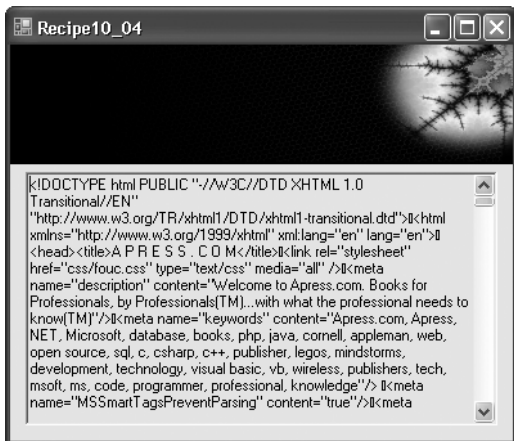 Recipe10_04
<!DOCTYPE html PUBLIC "-//W3C//DTD XHTML 1.0
Transitional//EN"
"http://www.w3.org/TR/xhtml1/DTD/xhtml1-transitional.dtd">▯<html
xmlns="http://www.w3.org/1999/xhtml" xml:lang="en" lang="en">▯
<head><title>A P R E S S . C O M</title>▯<link rel="stylesheet"
href="css/fouc.css" type="text/css" media="all" />▯<meta
name="description" content="Welcome to Apress.com. Books for
Professionals, by Professionals(TM)...with what the professional needs to
know(TM)"/>▯<meta name="keywords" content="Apress.com, Apress,
.NET, Microsoft, database, books, php, java, cornell, appleman, web,
open source, sql, c, csharp, c++, publisher, legos, mindstorms,
development, technology, visual basic, vb, wireless, publishers, tech,
msoft, ms, code, programmer, professional, knowledge"/> ▯<meta
name="MSSmartTagsPreventParsing" content="true"/>▯<meta